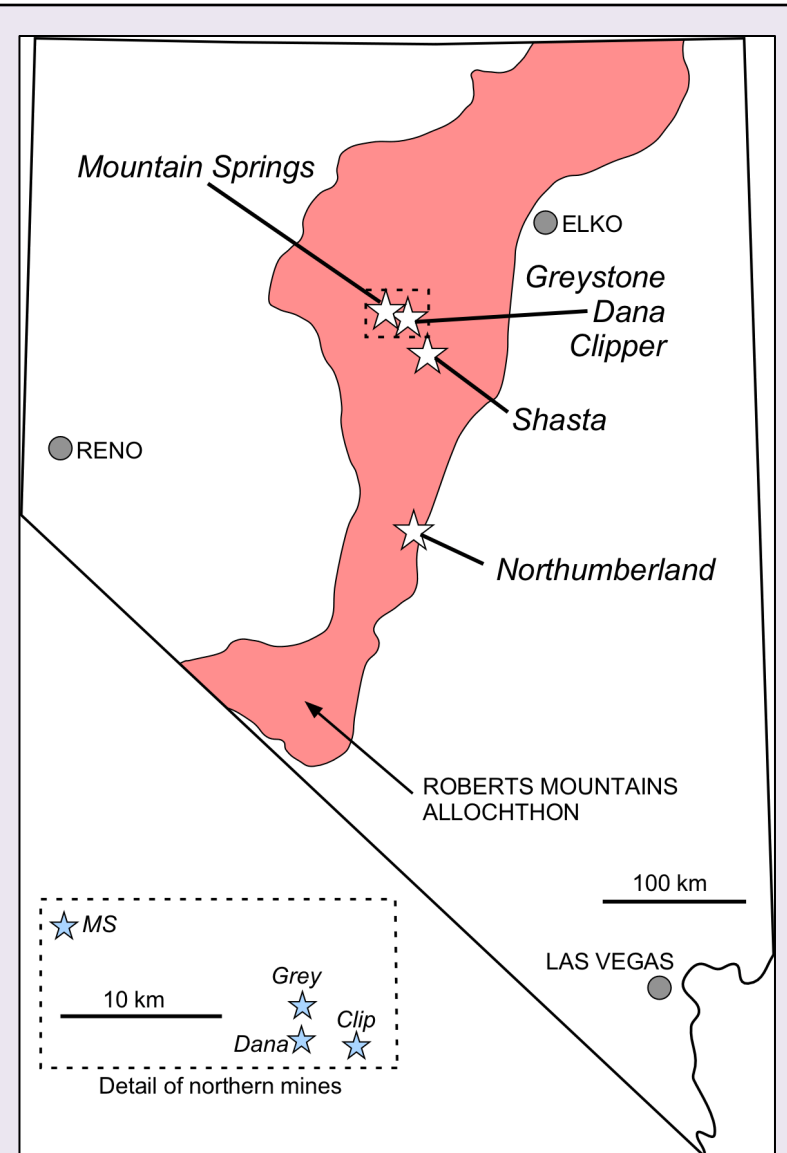 Mountain Springs
ELKO
Greystone
Dana
Clipper
Shasta
RENO
Northumberland
ROBERTS MOUNTAINS
ALLOCHTHON
100 km
MS
LAS VEGAS
Grey
10 km
Clip
Dana
Detail of northern mines